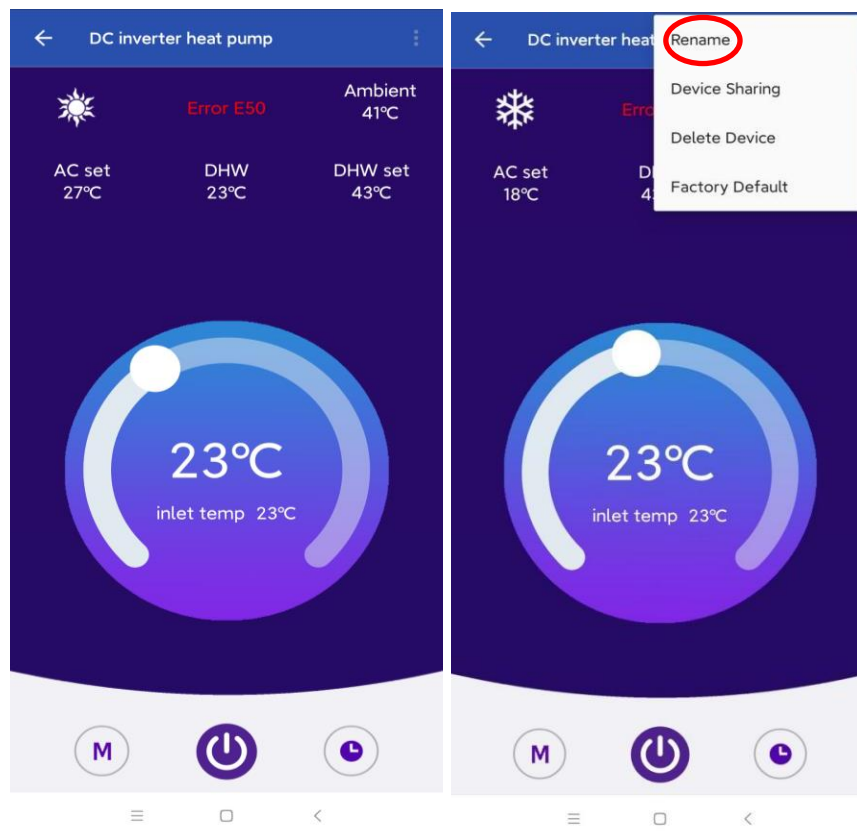 DC inverter heat pump
Error E50
Ambient
41℃
AC set
27℃
DHW
23℃
DHW set
43℃
23℃
inlet temp 23℃
M
DC inverter heat
Rename
Device Sharing
Delete Device
Factory Default
AC set
18℃
23℃
inlet temp 23℃
M